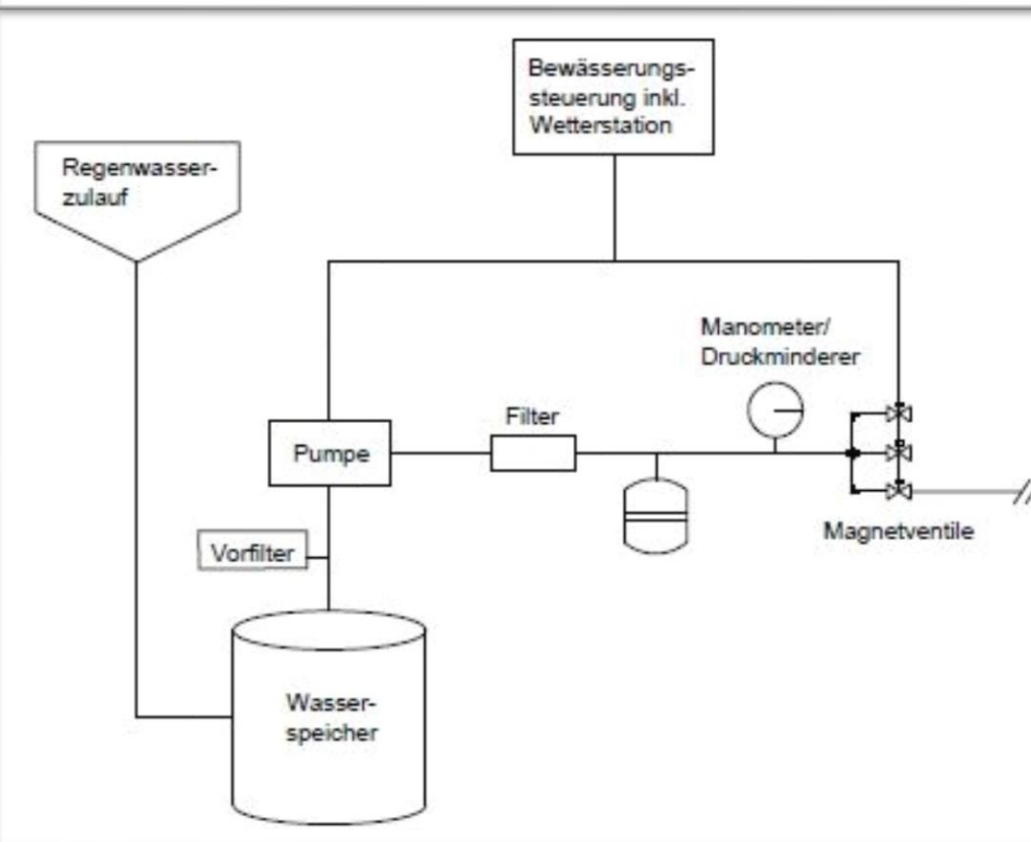 Bewässerungs-
steuerung inkl.
Wetterstation
Regenwasser-
zulauf
Manometer/
Druckminderer
Filter
Pumpe
Magnetventile
Vorfilter
Wasser-
speicher